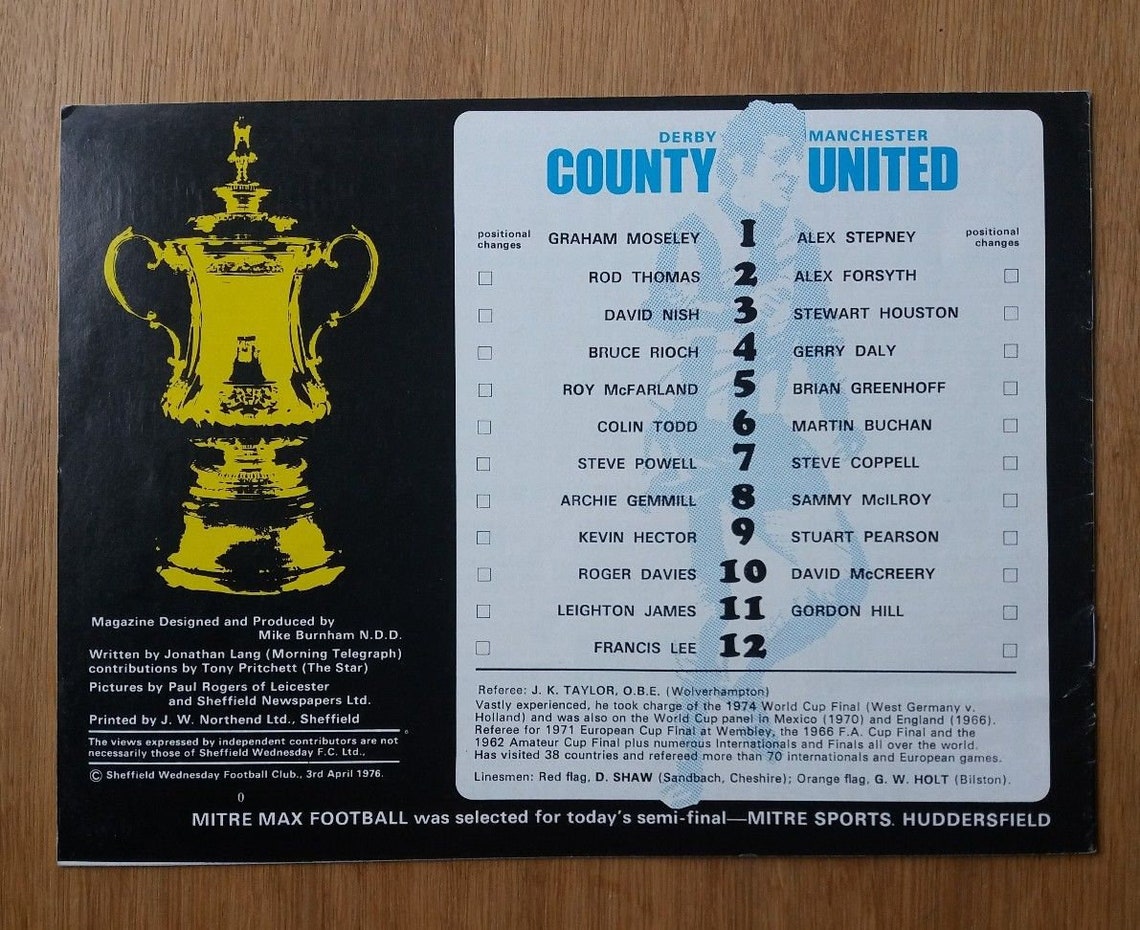 Magazine Designed and Produced by
Mike Burnham N.D.D.
Written by Jonathan Lang (Morning Telegraph)
contributions by Tony Pritchett (The Star)
Pictures by Paul Rogers of Leicester
and Sheffield Newspapers Ltd.
Printed by J. W. Northend Ltd., Sheffield
The views expressed by independent contributors are not
necessarily those of Sheffield Wednesday F.C. Ltd.,
© Sheffield Wednesday Football Club., 3rd April 1976.
0
DERBY MANCHESTER
COUNTY UNITED
positional changes GRAHAM MOSELEY 1 ALEX STEPNEY positional changes
ROD THOMAS 2 ALEX FORSYTH
DAVID NISH 3 STEWART HOUSTON
BRUCE RIOCH 4 GERRY DALY
ROY McFARLAND 5 BRIAN GREENHOFF
COLIN TODD 6 MARTIN BUCHAN
STEVE POWELL 7 STEVE COPPELL
ARCHIE GEMMILL 8 SAMMY McILROY
KEVIN HECTOR 9 STUART PEARSON
ROGER DAVIES 10 DAVID McCREERY
LEIGHTON JAMES 11 GORDON HILL
FRANCIS LEE 12
Referee: J. K. TAYLOR, O.B.E. (Wolverhampton)
Vastly experienced, he took charge of the 1974 World Cup Final (West Germany v.
Holland) and was also on the World Cup panel in Mexico (1970) and England (1966).
Referee for 1971 European Cup Final at Wembley, the 1966 F.A. Cup Final and the
1962 Amateur Cup Final plus numerous Internationals and Finals all over the world.
Has visited 38 countries and refereed more than 70 internationals and European games.
Linesmen: Red flag, D. SHAW (Sandbach, Cheshire); Orange flag, G. W. HOLT (Bilston).
MITRE MAX FOOTBALL was selected for today's semi-final—MITRE SPORTS. HUDDERSFIELD